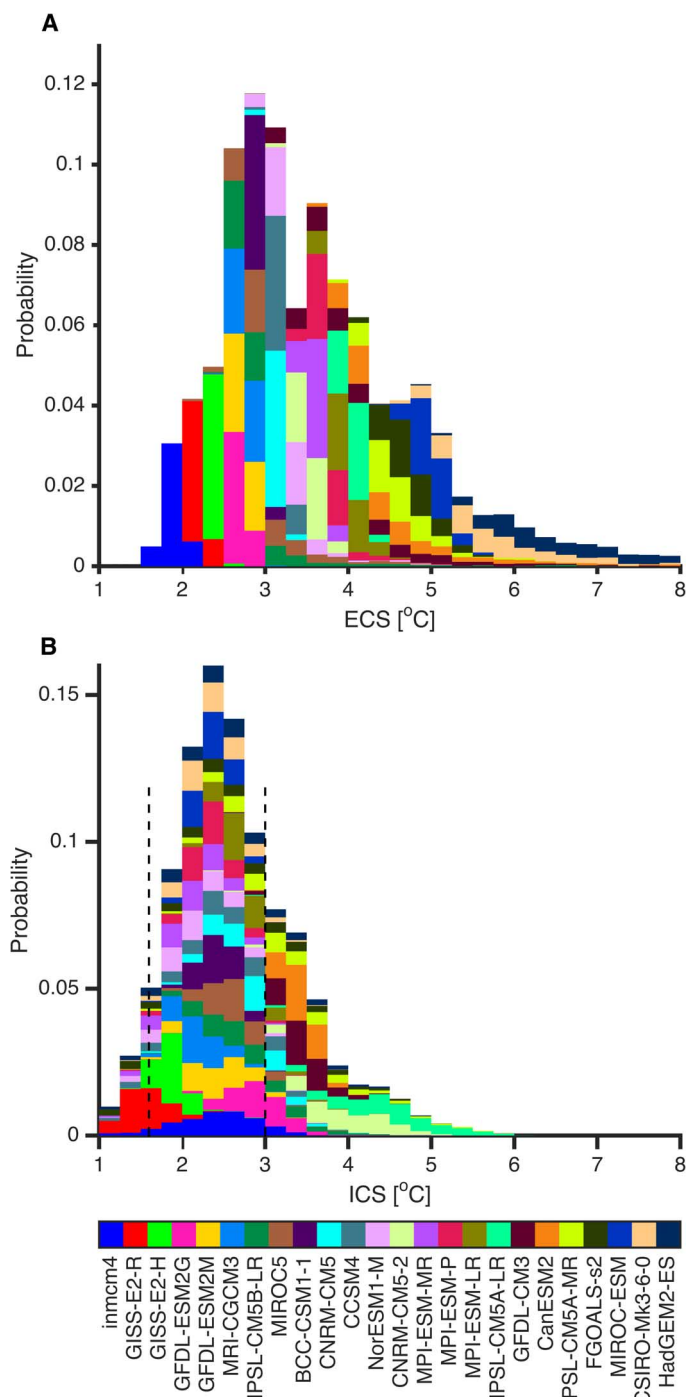 A
0.12
0.1
0.08
0.06
0.04
0.02
0
Probability
1 2 3 4 5 6 7 8
ECS [°C]
B
0.15
0.1
0.05
0
Probability
1 2 3 4 5 6 7 8
ICS [°C]
inmcm4
GISS-E2-R
GISS-E2-H
GFDL-ESM2G
GFDL-ESM2M
MRI-CGCM3
IPSL-CM5B-LR
MIROC5
BCC-CSM1-1
CNRM-CM5
CCSM4
NorESM1-M
CNRM-CM5-2
MPI-ESM-MR
MPI-ESM-P
MPI-ESM-LR
IPSL-CM5A-LR
GFDL-CM3
CanESM2
PSL-CM5A-MR
FGOALS-s2
MIROC-ESM
CSIRO-Mk3-6-0
HadGEM2-ES